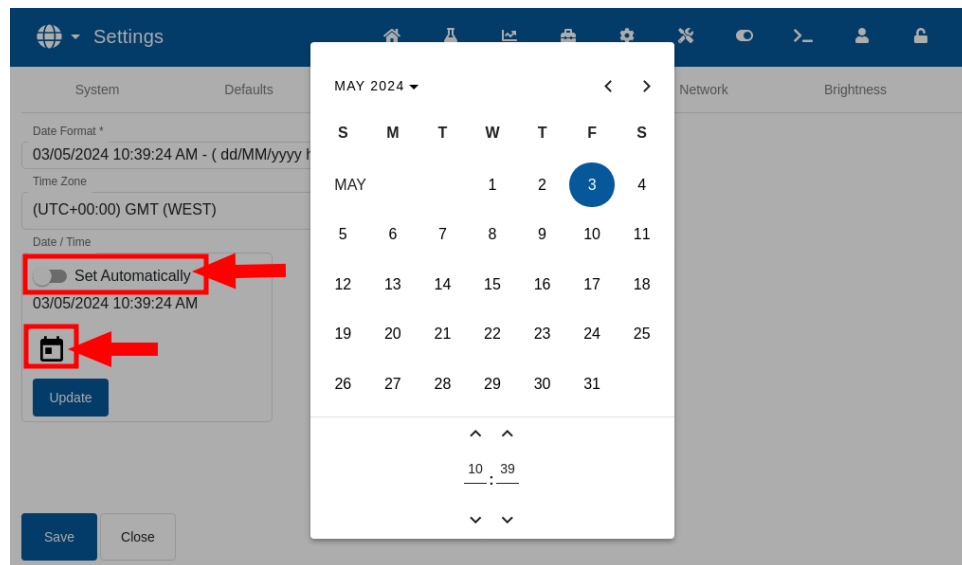 Settings
System Defaults Network Brightness
Date Format *
03/05/2024 10:39:24 AM - ( dd/MM/yyyy h
Time Zone
(UTC+00:00) GMT (WEST)
Date / Time
Set Automatically
03/05/2024 10:39:24 AM
Update
Save Close
MAY 2024
S M T W T F S
MAY 1 2 3 4
5 6 7 8 9 10 11
12 13 14 15 16 17 18
19 20 21 22 23 24 25
26 27 28 29 30 31
10 : 39